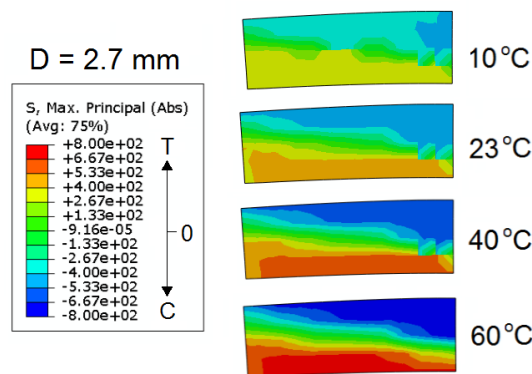 D = 2.7 mm
S, Max. Principal (Abs)
(Avg: 75%)
+8.00e+02
+6.67e+02
+5.33e+02
+4.00e+02
+2.67e+02
+1.33e+02
-9.16e-05
-1.33e+02
-2.67e+02
-4.00e+02
-5.33e+02
-6.67e+02
-8.00e+02
T
0
C
10°C
23°C
40°C
60°C